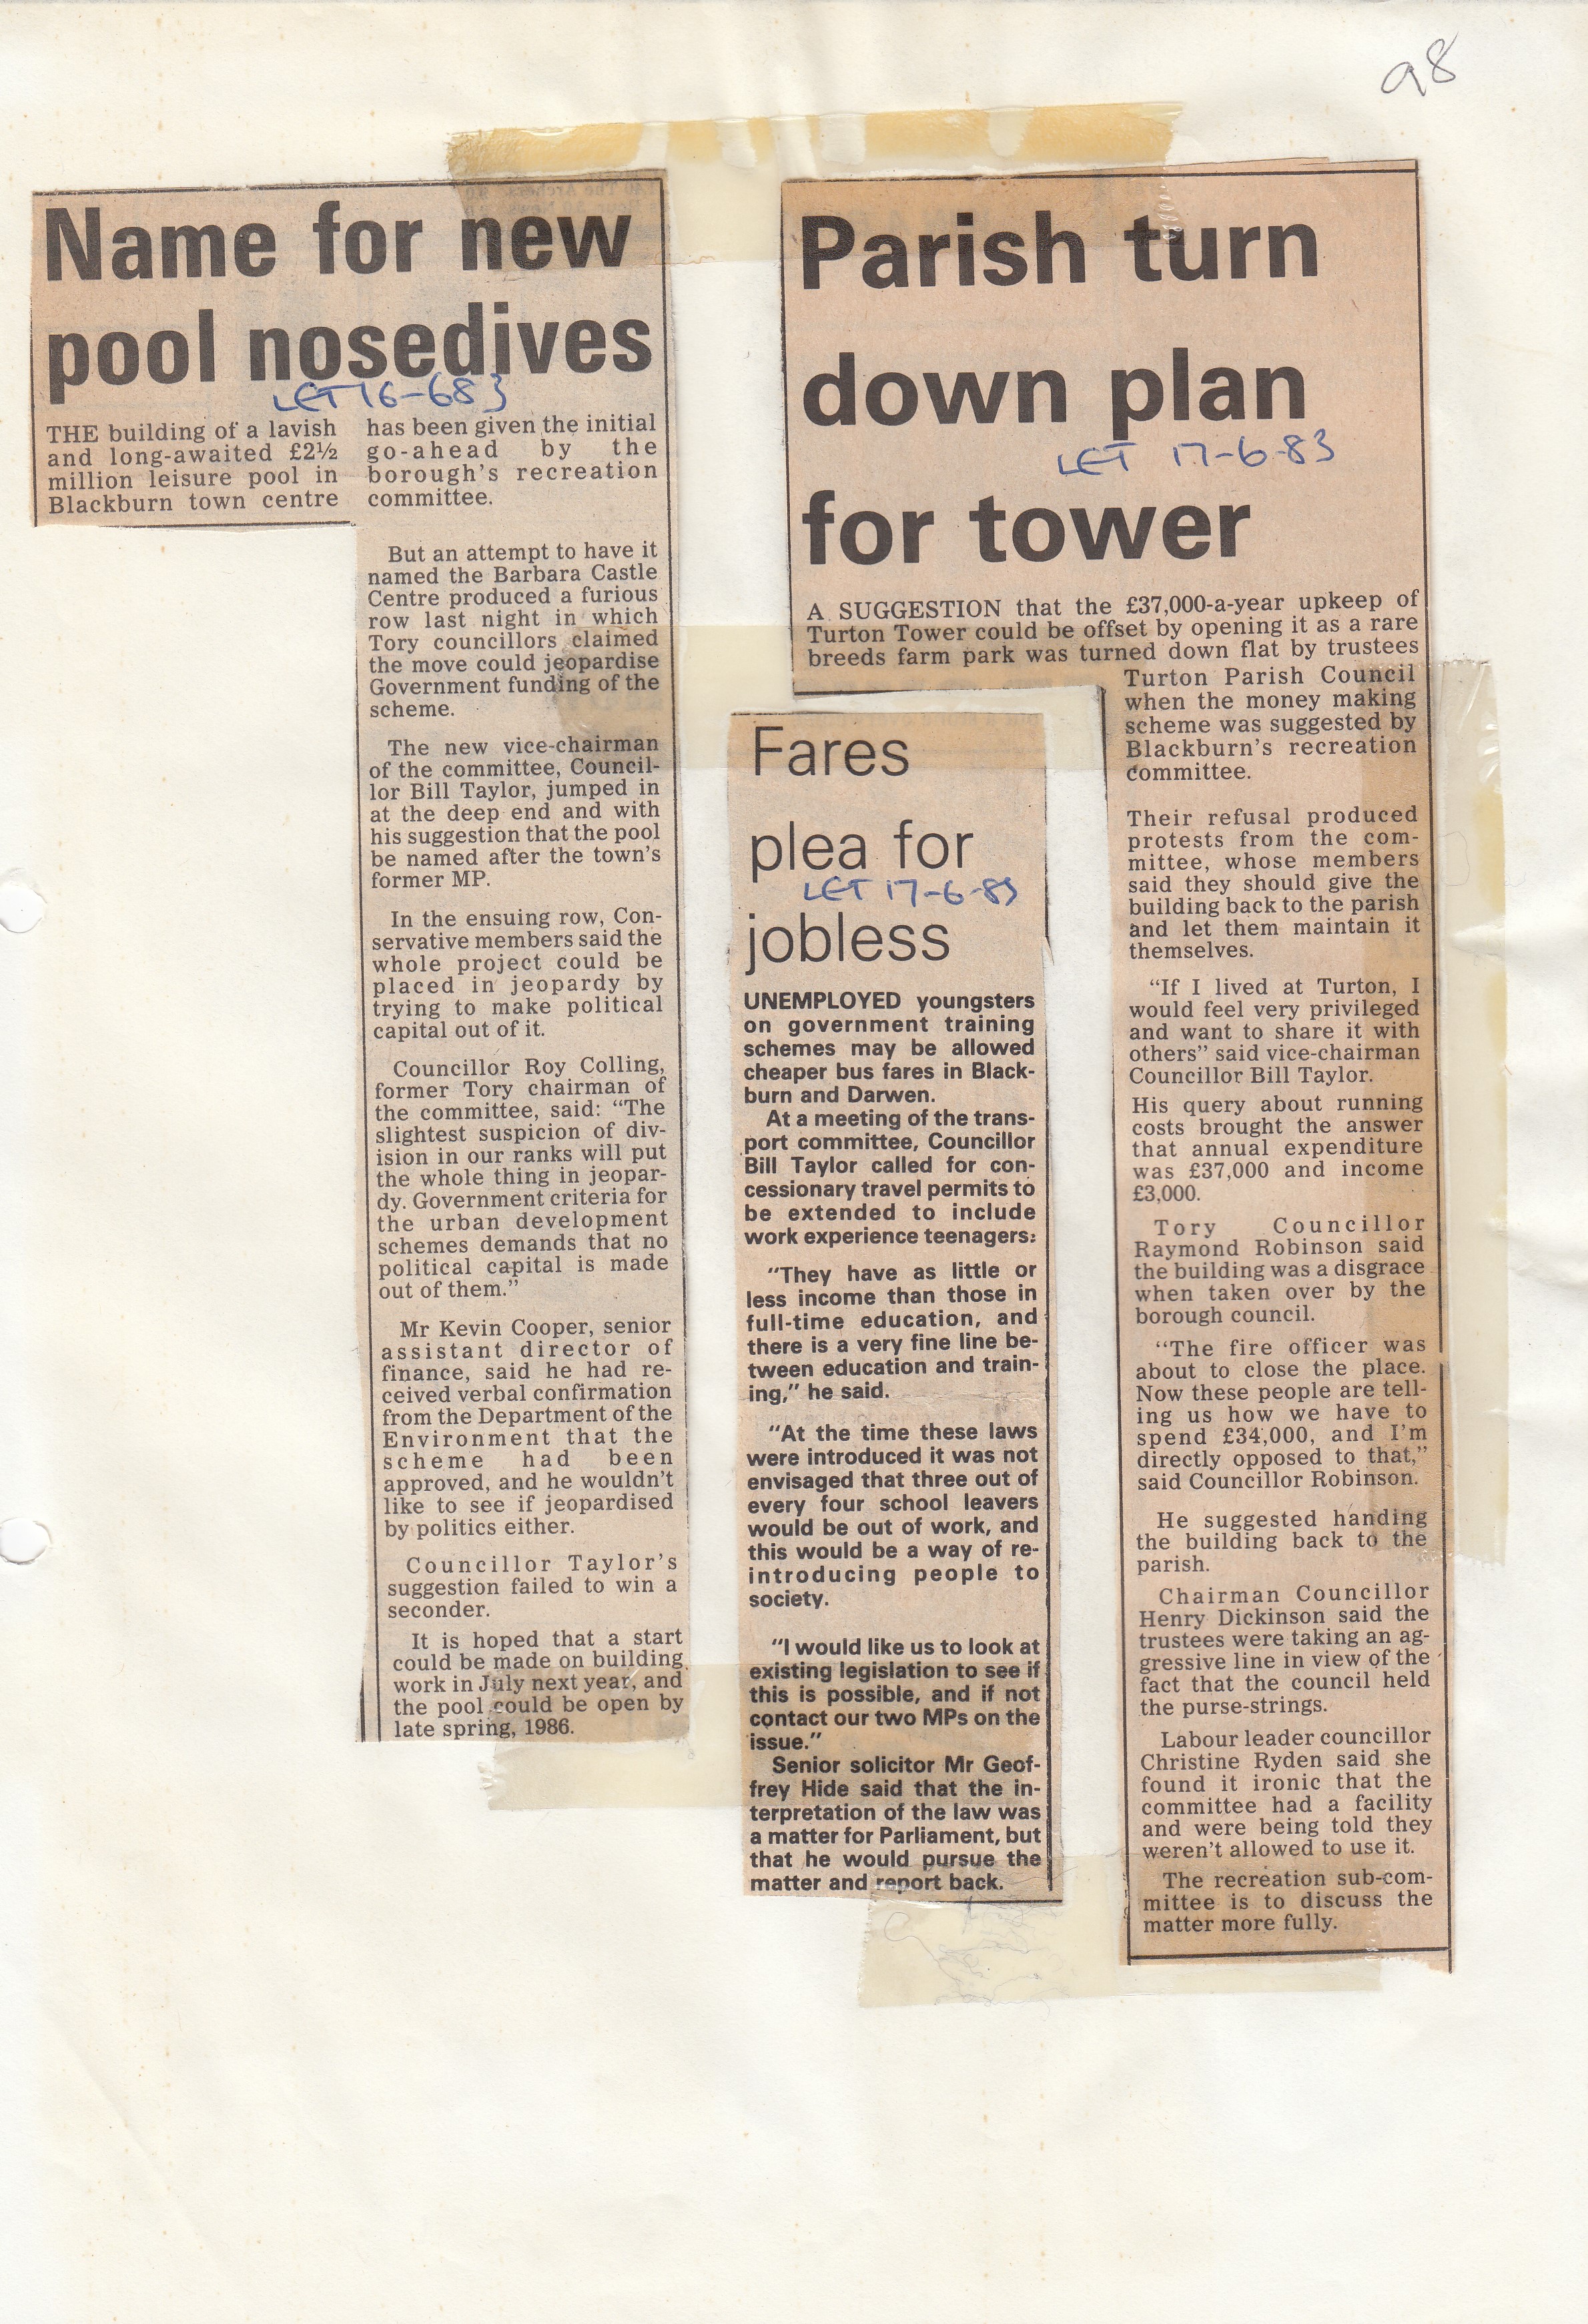 98
Name for new
pool nosedives
LET 16-6-83
THE building of a lavish
and long-awaited £2½
million leisure pool in
Blackburn town centre
has been given the initial
go-ahead by the
borough's recreation
committee.
But an attempt to have it
named the Barbara Castle
Centre produced a furious
row last night in which
Tory councillors claimed
the move could jeopardise
Government funding of the
scheme.
The new vice-chairman
of the committee, Council-
lor Bill Taylor, jumped in
at the deep end and with
his suggestion that the pool
be named after the town's
former MP.
In the ensuing row, Con-
servative members said the
whole project could be
placed in jeopardy by
trying to make political
capital out of it.
Councillor Roy Colling,
former Tory chairman of
the committee, said: “The
slightest suspicion of div-
ision in our ranks will put
the whole thing in jeopar-
dy. Government criteria for
the urban development
schemes demands that no
political capital is made
out of them.”
Mr Kevin Cooper, senior
assistant director of
finance, said he had re-
ceived verbal confirmation
from the Department of the
Environment that the
scheme had been
approved, and he wouldn't
like to see if jeopardised
by politics either.
Councillor Taylor's
suggestion failed to win a
seconder.
It is hoped that a start
could be made on building
work in July next year, and
the pool could be open by
late spring, 1986.
Fares
plea for
LET 17-6-83
jobless
UNEMPLOYED youngsters
on government training
schemes may be allowed
cheaper bus fares in Black-
burn and Darwen.
At a meeting of the trans-
port committee, Councillor
Bill Taylor called for con-
cessionary travel permits to
be extended to include
work experience teenagers:
“They have as little or
less income than those in
full-time education, and
there is a very fine line be-
tween education and train-
ing,” he said.
“At the time these laws
were introduced it was not
envisaged that three out of
every four school leavers
would be out of work, and
this would be a way of re-
introducing people to
society.
“I would like us to look at
existing legislation to see if
this is possible, and if not
contact our two MPs on the
issue.”
Senior solicitor Mr Geof-
frey Hide said that the in-
terpretation of the law was
a matter for Parliament, but
that he would pursue the
matter and report back.
Parish turn
down plan
LET 17-6-83
for tower
A SUGGESTION that the £37,000-a-year upkeep of
Turton Tower could be offset by opening it as a rare
breeds farm park was turned down flat by trustees
Turton Parish Council
when the money making
scheme was suggested by
Blackburn's recreation
committee.
Their refusal produced
protests from the com-
mittee, whose members
said they should give the
building back to the parish
and let them maintain it
themselves.
“If I lived at Turton, I
would feel very privileged
and want to share it with
others” said vice-chairman
Councillor Bill Taylor.
His query about running
costs brought the answer
that annual expenditure
was £37,000 and income
£3,000.
Tory Councillor
Raymond Robinson said
the building was a disgrace
when taken over by the
borough council.
“The fire officer was
about to close the place.
Now these people are tell-
ing us how we have to
spend £34,000, and I'm
directly opposed to that,”
said Councillor Robinson.
He suggested handing
the building back to the
parish.
Chairman Councillor
Henry Dickinson said the
trustees were taking an ag-
gressive line in view of the
fact that the council held
the purse-strings.
Labour leader councillor
Christine Ryden said she
found it ironic that the
committee had a facility
and were being told they
weren't allowed to use it.
The recreation sub-com-
mittee is to discuss the
matter more fully.